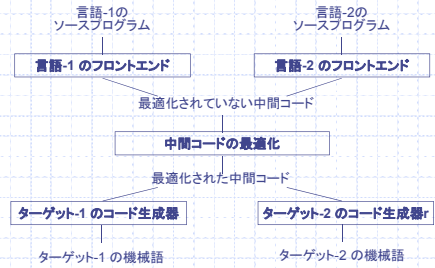 言語-1の
ソースプログラム
言語-2の
ソースプログラム
言語-1 のフロントエンド
言語-2 のフロントエンド
最適化されていない中間コード
中間コードの最適化
最適化された中間コード
ターゲット-1 のコード生成器
ターゲット-2 のコード生成器r
ターゲット-1 の機械語
ターゲット-2 の機械語